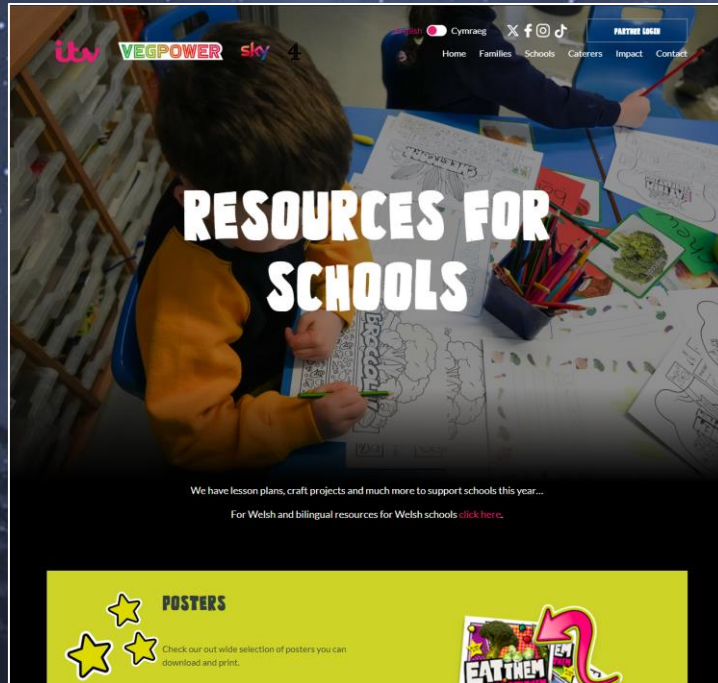 English Cymraeg
PARTNER LOGIN
itv VEGPOWER sky 4
Home Families Schools Caterers Impact Contact
RESOURCES FOR
SCHOOLS
BROCCOLI
chew
We have lesson plans, craft projects and much more to support schools this year...
For Welsh and bilingual resources for Welsh schools click here.
POSTERS
Check our out wide selection of posters you can
download and print.
EAT THEM